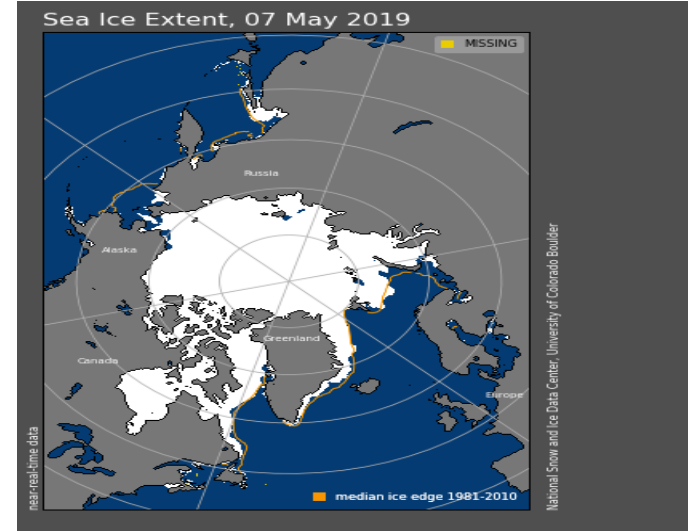 Sea Ice Extent, 07 May 2019
MISSING
Russia
Alaska
Greenland
Canada
Europe
median ice edge 1981-2010
near-real-time data
National Snow and Ice Data Center, University of Colorado Boulder